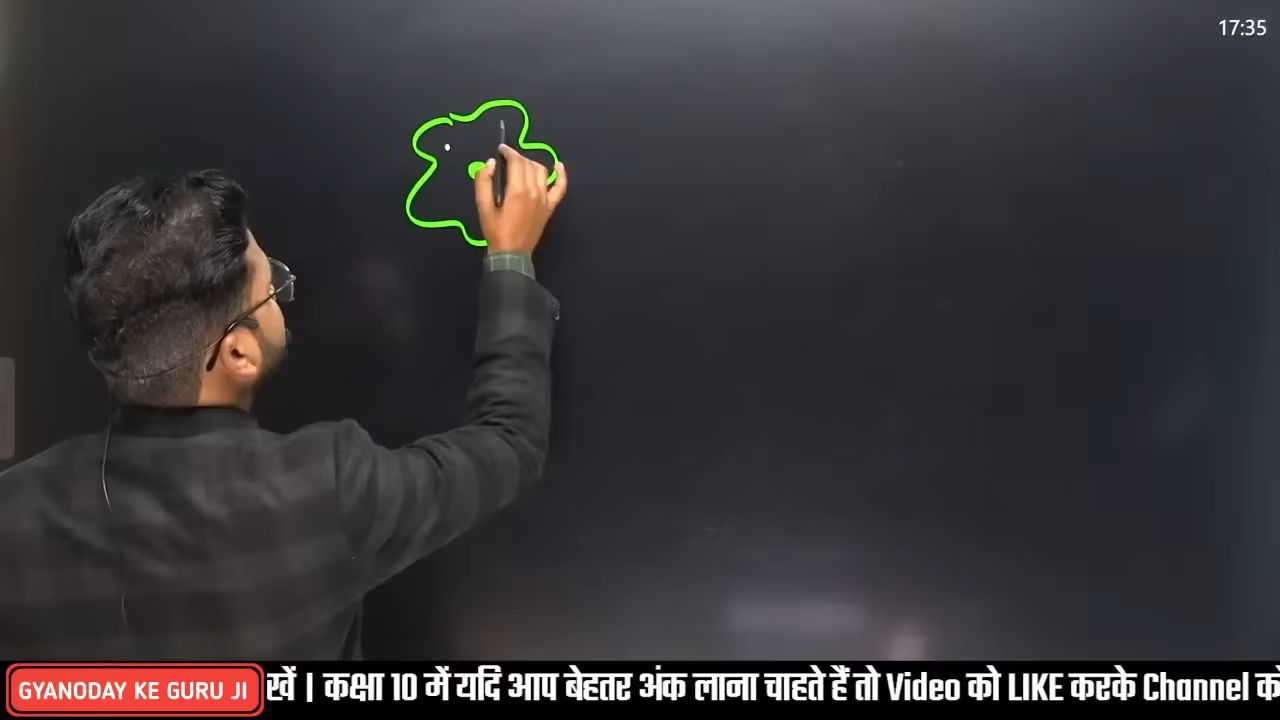 17:35
GYANODAY KE GURU JI
खें | कक्षा 10 में यदि आप बेहतर अंक लाना चाहते हैं तो Video को LIKE करके Channel को